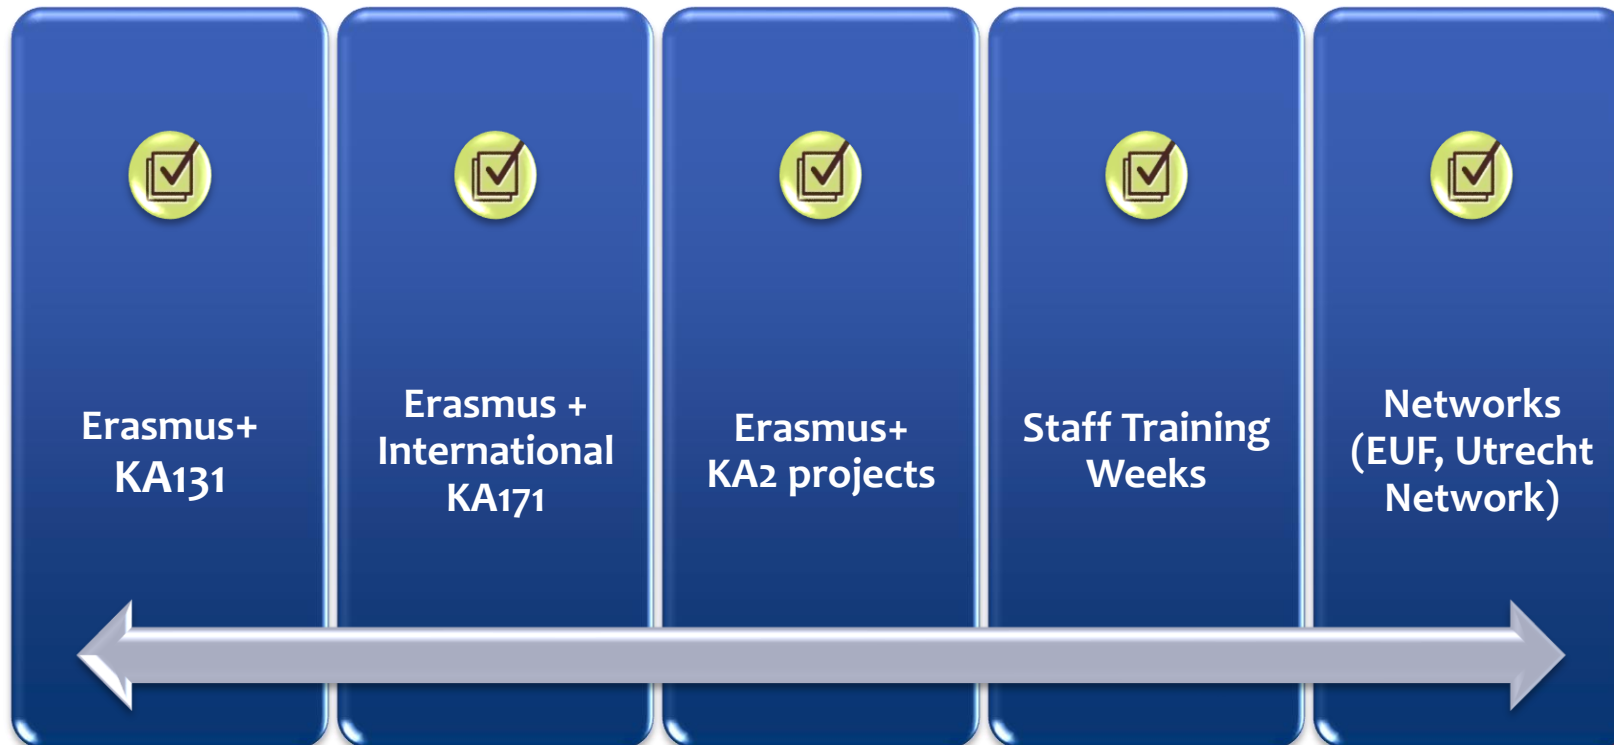 Erasmus+
KA131
Erasmus +
International
KA171
Erasmus+
KA2 projects
Staff Training
Weeks
Networks
(EUF, Utrecht
Network)